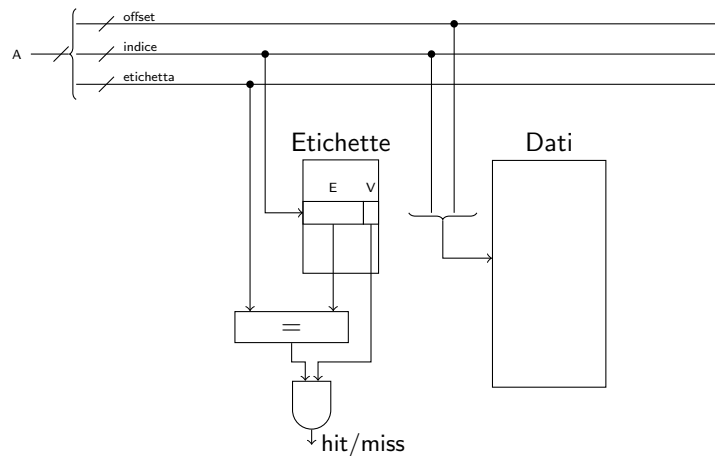 offset
A
indice
etichetta
Etichette
Dati
E V
=
hit/miss